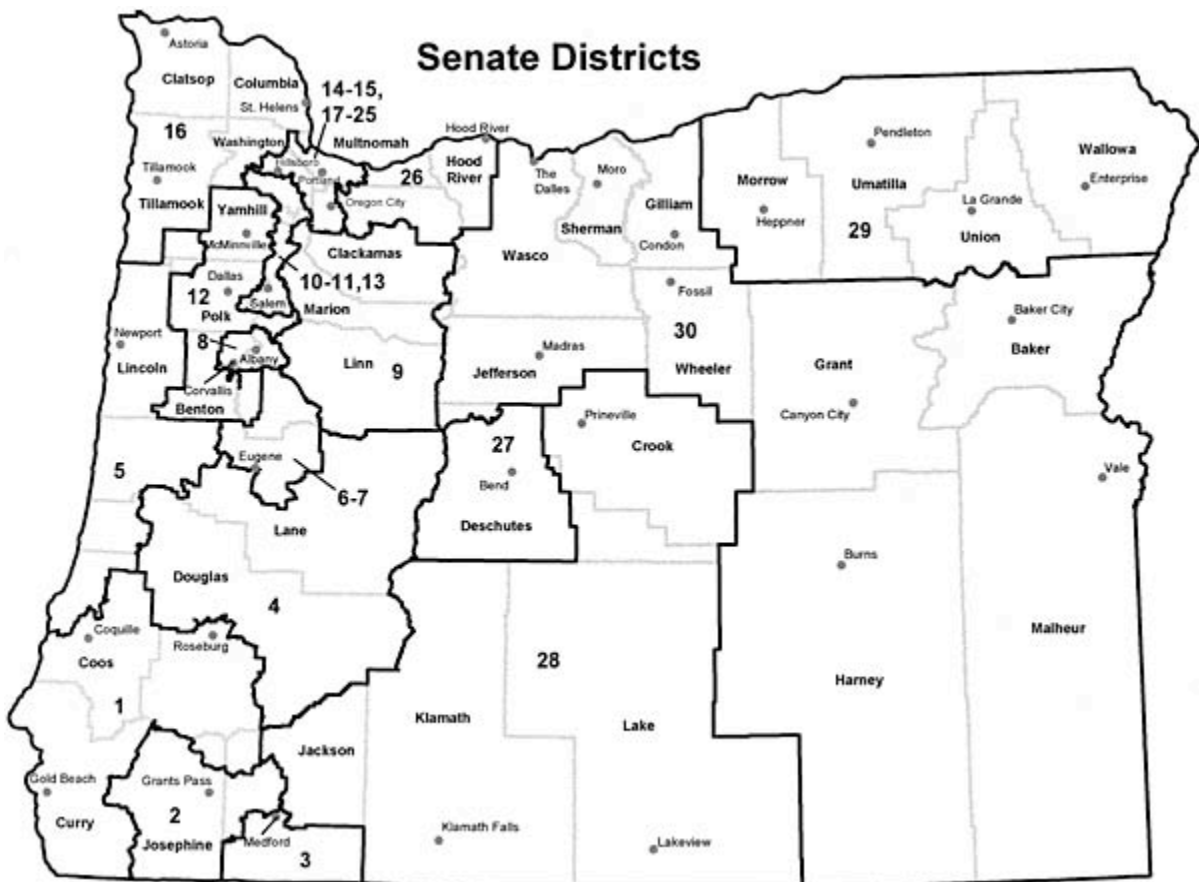 Senate Districts
Astoria
Clatsop
Columbia
St. Helens
14-15,
17-25
16
Washington
Multnomah
Hood River
Hillsboro
Portland
26
Hood
River
The
Dalles
Moro
Pendleton
Wallowa
Enterprise
Tillamook
Tillamook
Oregon City
Morrow
Umatilla
Heppner
La Grande
Union
29
Gilliam
Sherman
Condon
Yamhill
McMinnville
Clackamas
Wasco
Dallas
10-11,13
12
Polk
Salem
Marion
Fossil
Baker City
Baker
Newport
Lincoln
8
Albany
Linn
9
Madras
Jefferson
30
Wheeler
Grant
Corvallis
Benton
Canyon City
Prineville
Crook
27
Bend
Deschutes
5
Eugene
6-7
Vale
Lane
Douglas
4
Burns
Malheur
Coquille
Coos
Roseburg
28
Harney
1
Klamath
Lake
Jackson
Gold Beach
Curry
Grants Pass
2
Josephine
Medford
3
Klamath Falls
Lakeview